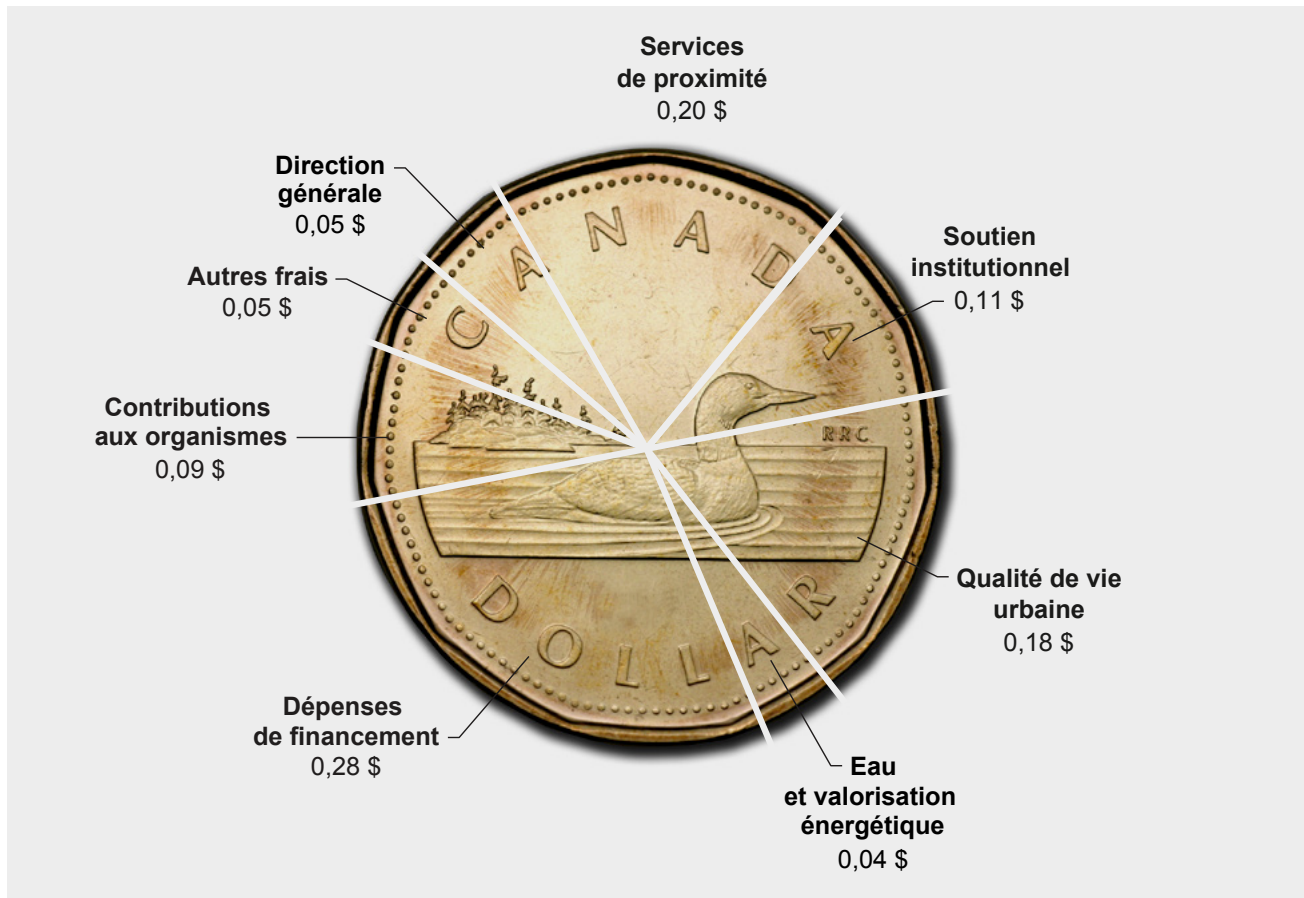 Services
de proximité
0,20 $
Direction
générale
0,05 $
Soutien
institutionnel
0,11 $
Autres frais
0,05 $
Contributions
aux organismes
0,09 $
Qualité de vie
urbaine
0,18 $
Dépenses
de financement
0,28 $
Eau
et valorisation
énergétique
0,04 $
CANADA
RRC
DOLLAR